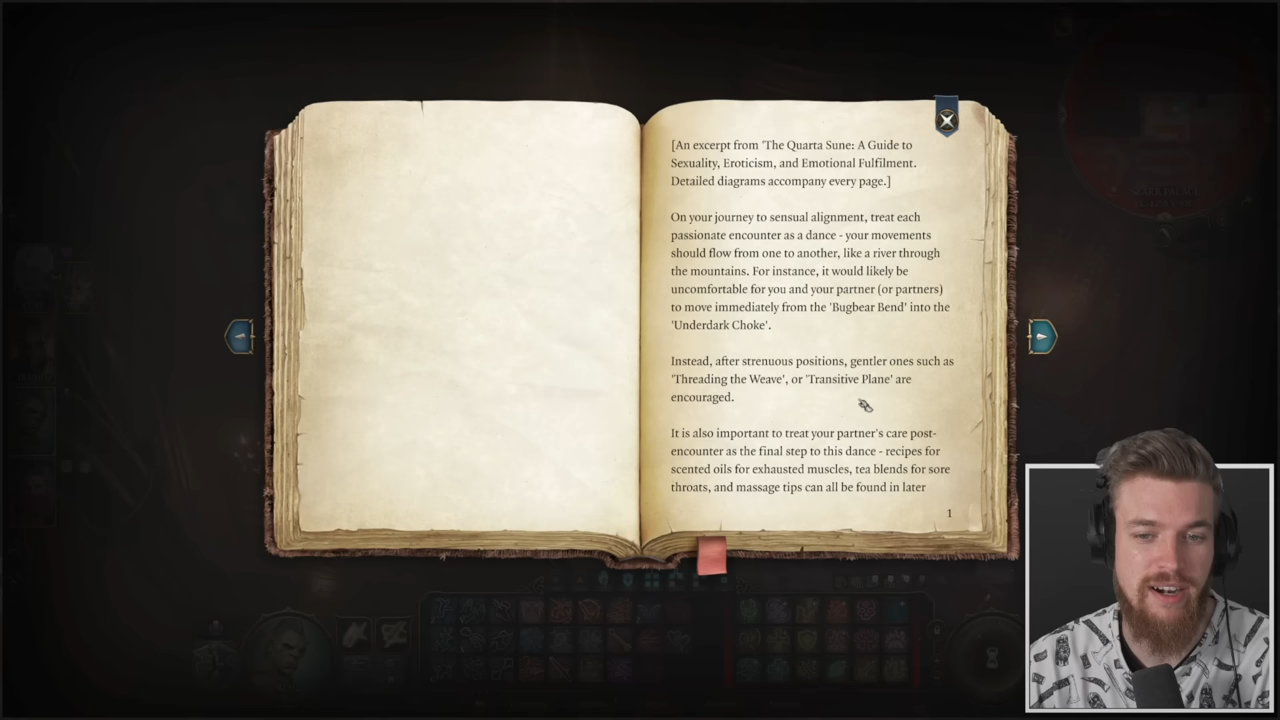 [An excerpt from 'The Quarta Sune: A Guide to
Sexuality, Eroticism, and Emotional Fulfilment.
Detailed diagrams accompany every page.]
On your journey to sensual alignment, treat each
passionate encounter as a dance - your movements
should flow from one to another, like a river through
the mountains. For instance, it would likely be
uncomfortable for you and your partner (or partners)
to move immediately from the 'Bugbear Bend' into the
'Underdark Choke'.
Instead, after strenuous positions, gentler ones such as
'Threading the Weave', or 'Transitive Plane' are
encouraged.
It is also important to treat your partner's care post-
encounter as the final step to this dance - recipes for
scented oils for exhausted muscles, tea blends for sore
throats, and massage tips can all be found in later
1